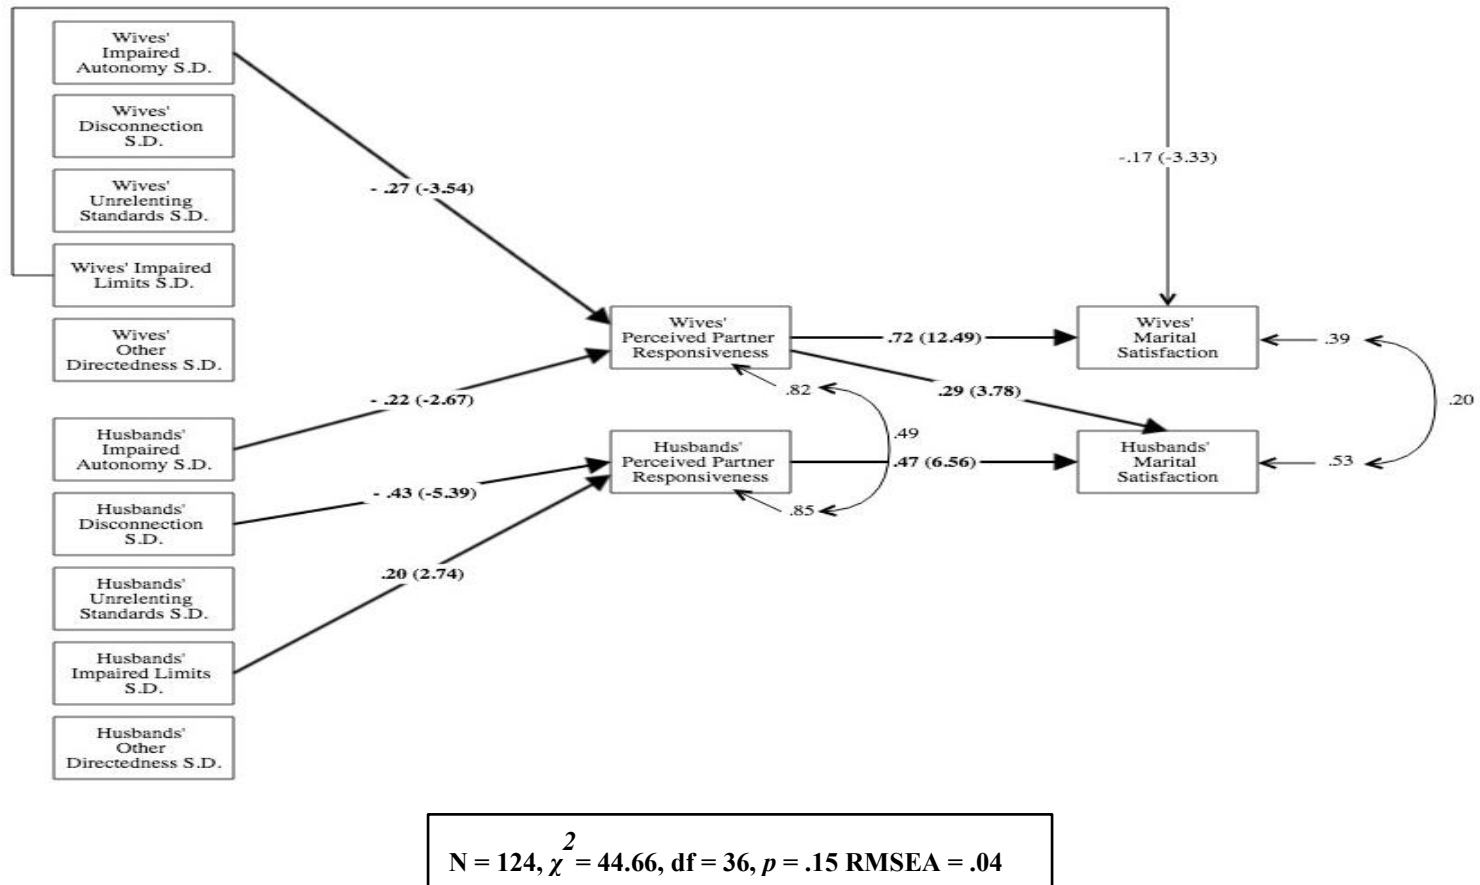 Wives'
Impaired
Autonomy S.D.
Wives'
Disconnection
S.D.
Wives'
Unrelenting
Standards S.D.
Wives' Impaired
Limits S.D.
Wives'
Other
Directedness S.D.
Husbands'
Impaired
Autonomy S.D.
Husbands'
Disconnection
S.D.
Husbands'
Unrelenting
Standards S.D.
Husbands'
Impaired Limits
S.D.
Husbands'
Other
Directedness S.D.
- .27 (-3.54)
- .22 (-2.67)
- .43 (-5.39)
.20 (2.74)
Wives'
Perceived Partner
Responsiveness
Husbands'
Perceived Partner
Responsiveness
.82
.49
.85
.72 (12.49)
.29 (3.78)
.47 (6.56)
-.17 (-3.33)
Wives'
Marital
Satisfaction
Husbands'
Marital
Satisfaction
.39
.20
.53
N = 124, χ2 = 44.66, df = 36, p = .15 RMSEA = .04